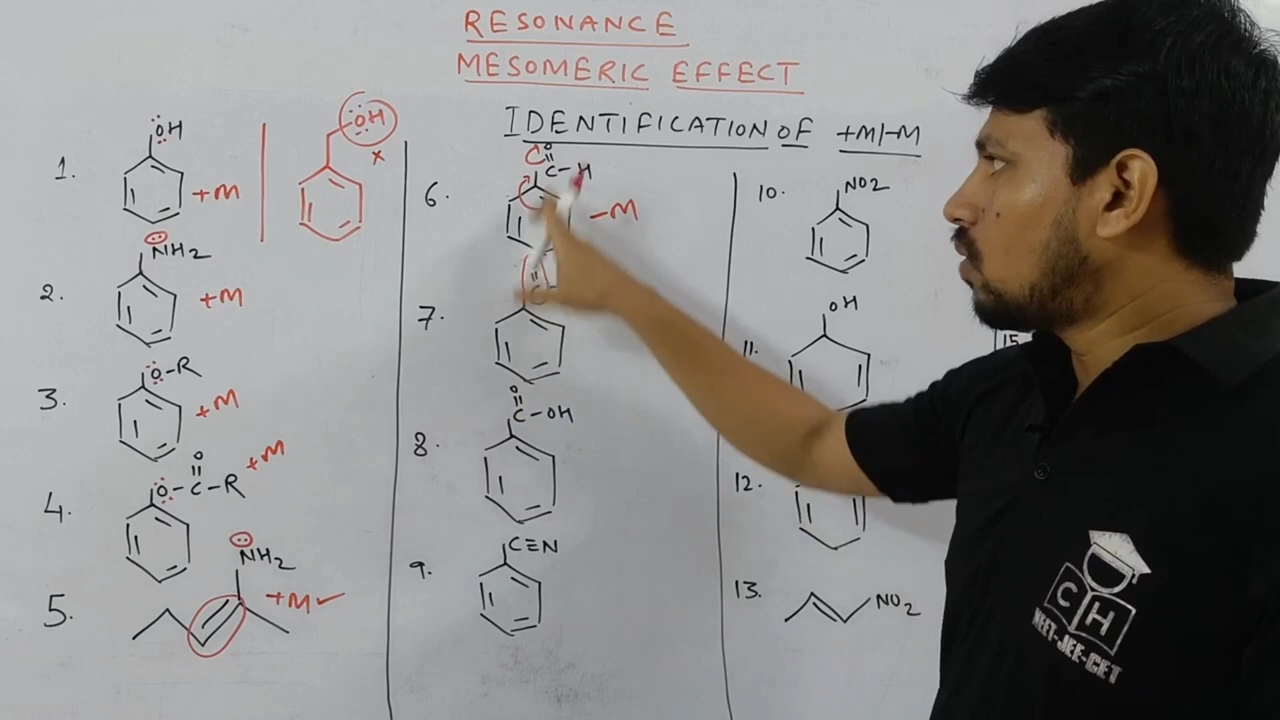 RESONANCE
MESOMERIC EFFECT
IDENTIFICATION OF +M/-M
1.
:OH
+M
:OH
x
2.
NH2
+M
3.
O-R
+M
4.
O
O-C-R
+M
5.
NH2
+M✓
6.
O
C-H
-M
7.
8.
O
C-OH
9.
C≡N
10.
NO2
11.
OH
12.
13.
NO2
15
CH
NEET-JEE-CET